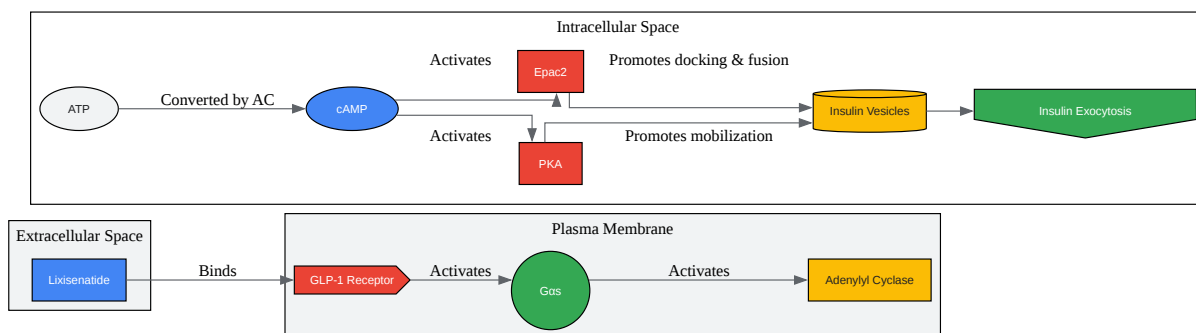 Intracellular Space
Activates
Epac2
Promotes docking & fusion
ATP
Converted by AC
cAMP
Insulin Vesicles
Insulin Exocytosis
Activates
PKA
Promotes mobilization
Extracellular Space
Lixisenatide
Binds
Plasma Membrane
GLP-1 Receptor
Activates
Gαs
Activates
Adenylyl Cyclase